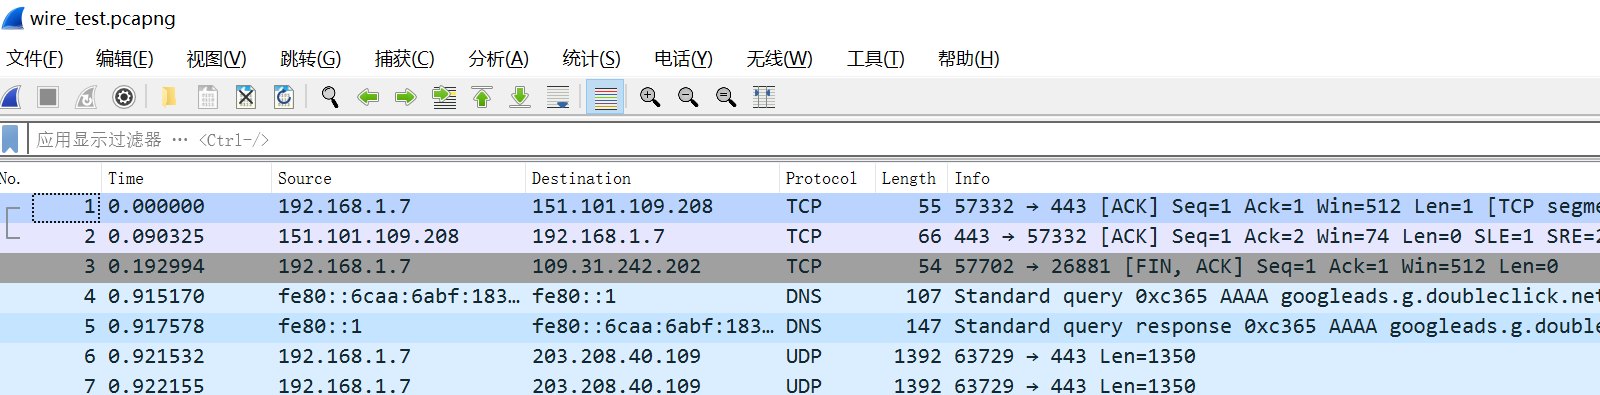 wire_test.pcapng
文件(F) 编辑(E) 视图(V) 跳转(G) 捕获(C) 分析(A) 统计(S) 电话(Y) 无线(W) 工具(T) 帮助(H)
应用显示过滤器 … <Ctrl-/>
No. Time Source Destination Protocol Length Info
1 0.000000 192.168.1.7 151.101.109.208 TCP 55 57332 → 443 [ACK] Seq=1 Ack=1 Win=512 Len=1 [TCP segme
2 0.090325 151.101.109.208 192.168.1.7 TCP 66 443 → 57332 [ACK] Seq=1 Ack=2 Win=74 Len=0 SLE=1 SRE=2
3 0.192994 192.168.1.7 109.31.242.202 TCP 54 57702 → 26881 [FIN, ACK] Seq=1 Ack=1 Win=512 Len=0
4 0.915170 fe80::6caa:6abf:183… fe80::1 DNS 107 Standard query 0xc365 AAAA googleads.g.doubleclick.net
5 0.917578 fe80::1 fe80::6caa:6abf:183… DNS 147 Standard query response 0xc365 AAAA googleads.g.doubl
6 0.921532 192.168.1.7 203.208.40.109 UDP 1392 63729 → 443 Len=1350
7 0.922155 192.168.1.7 203.208.40.109 UDP 1392 63729 → 443 Len=1350